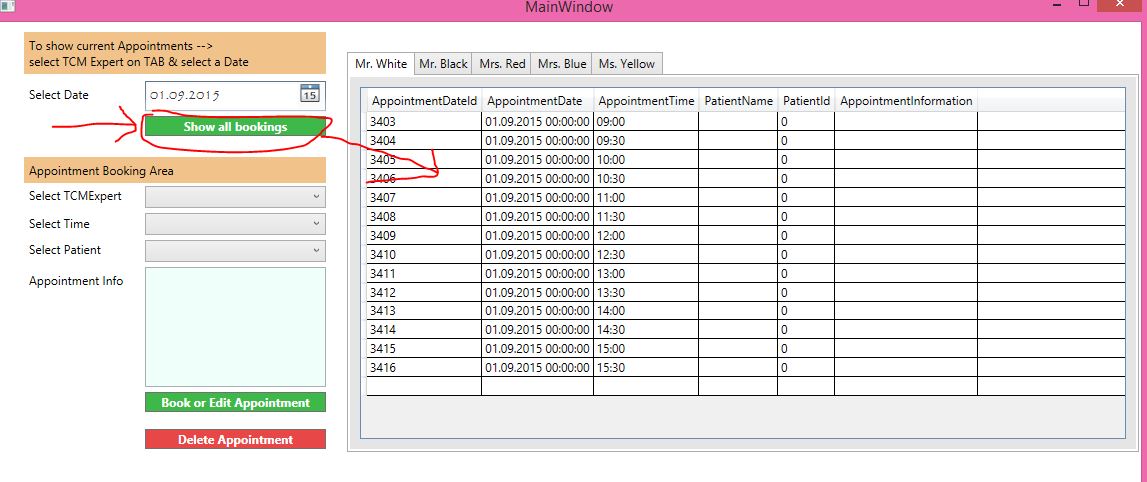 MainWindow
To show current Appointments -->
select TCM Expert on TAB & select a Date
Select Date
01.09.2015
15
Show all bookings
Appointment Booking Area
Select TCMExpert
Select Time
Select Patient
Appointment Info
Book or Edit Appointment
Delete Appointment
Mr. White Mr. Black Mrs. Red Mrs. Blue Ms. Yellow
AppointmentDateId AppointmentDate AppointmentTime PatientName PatientId AppointmentInformation
3403 01.09.2015 00:00:00 09:00 0
3404 01.09.2015 00:00:00 09:30 0
3405 01.09.2015 00:00:00 10:00 0
3406 01.09.2015 00:00:00 10:30 0
3407 01.09.2015 00:00:00 11:00 0
3408 01.09.2015 00:00:00 11:30 0
3409 01.09.2015 00:00:00 12:00 0
3410 01.09.2015 00:00:00 12:30 0
3411 01.09.2015 00:00:00 13:00 0
3412 01.09.2015 00:00:00 13:30 0
3413 01.09.2015 00:00:00 14:00 0
3414 01.09.2015 00:00:00 14:30 0
3415 01.09.2015 00:00:00 15:00 0
3416 01.09.2015 00:00:00 15:30 0